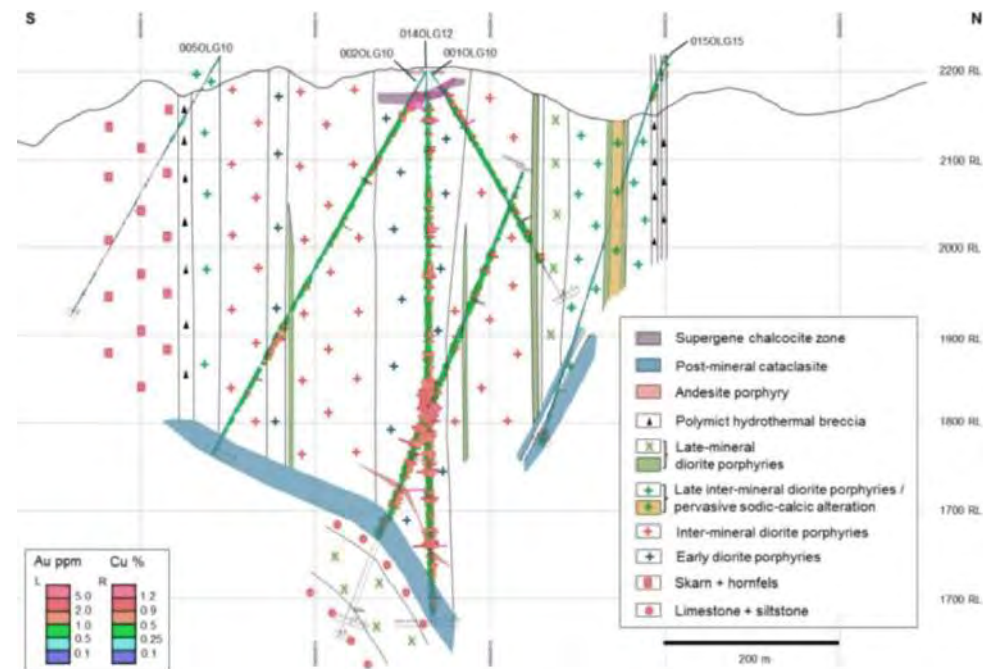 S
N
005OLG10
002OLG10
014OLG12
001OLG10
015OLG15
2200 RL
2100 RL
2000 RL
1900 RL
1800 RL
1700 RL
1700 RL
Supergene chalcocite zone
Post-mineral cataclasite
Andesite porphyry
Polymict hydrothermal breccia
Late-mineral
diorite porphyries
Late inter-mineral diorite porphyries /
pervasive sodic-calcic alteration
Inter-mineral diorite porphyries
Early diorite porphyries
Skarn + hornfels
Limestone + siltstone
200 m
Au ppm Cu %
L R
5.0 1.2
2.0 0.9
1.0 0.5
0.5 0.25
0.1 0.1